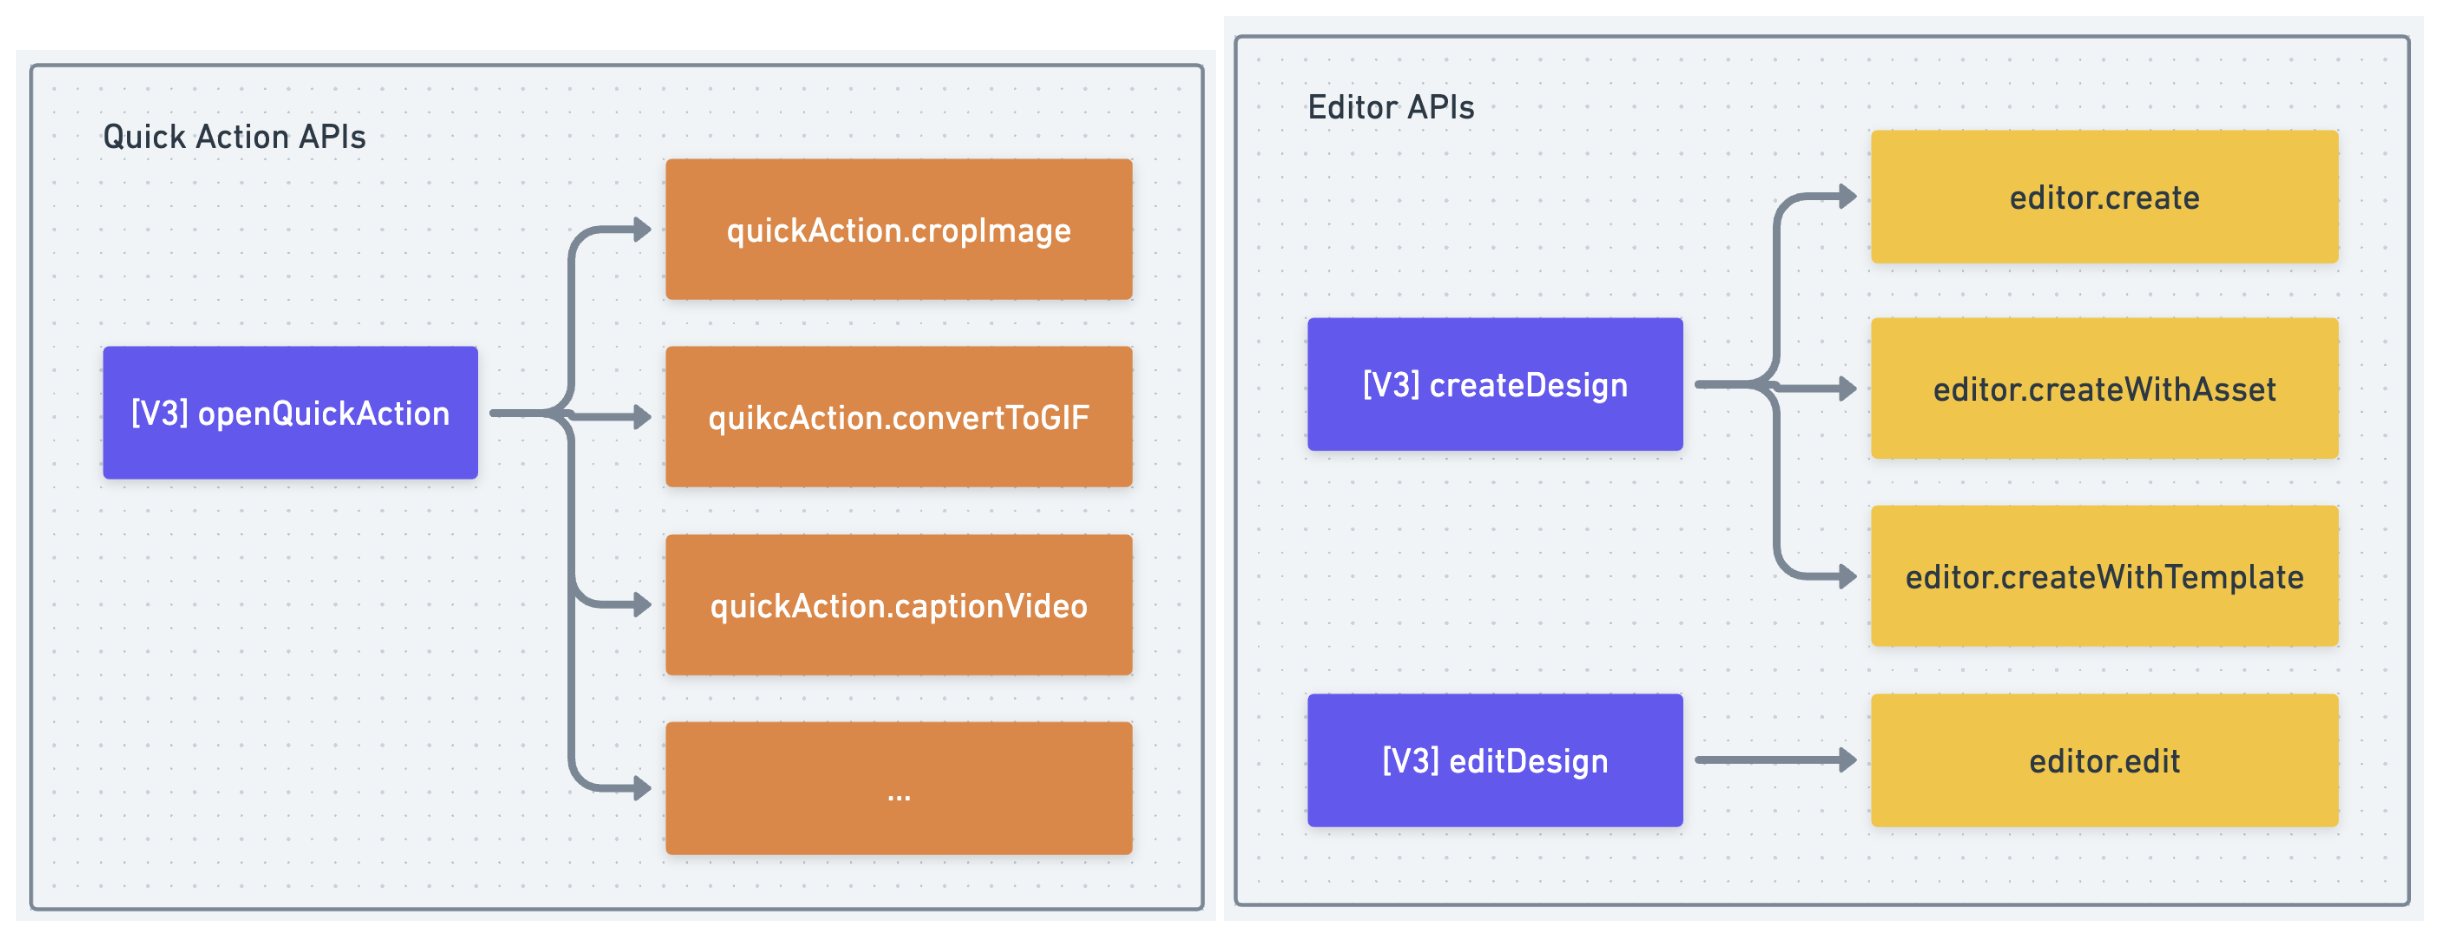 Quick Action APIs
[V3] openQuickAction
quickAction.cropImage
quikcAction.convertToGIF
quickAction.captionVideo
...
Editor APIs
[V3] createDesign
editor.create
editor.createWithAsset
editor.createWithTemplate
[V3] editDesign
editor.edit